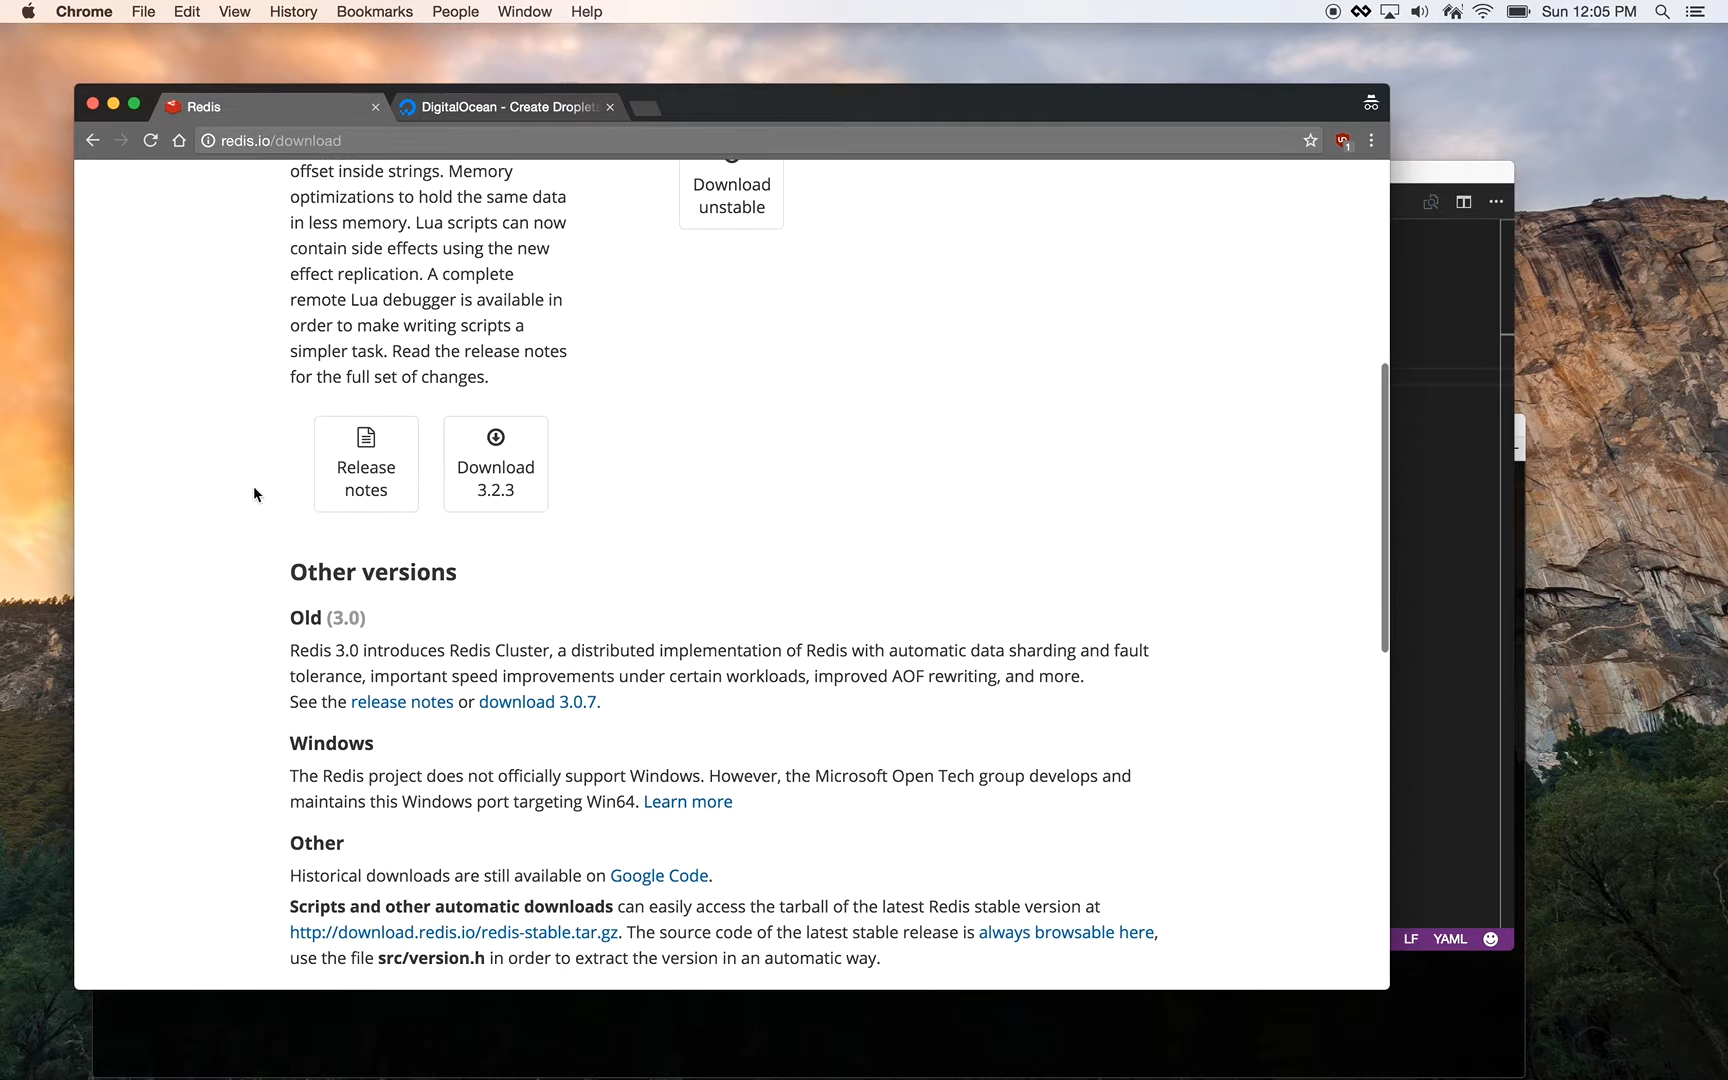 Chrome File Edit View History Bookmarks People Window Help Sun 12:05 PM
Redis DigitalOcean - Create Droplets
redis.io/download
offset inside strings. Memory
optimizations to hold the same data
in less memory. Lua scripts can now
contain side effects using the new
effect replication. A complete
remote Lua debugger is available in
order to make writing scripts a
simpler task. Read the release notes
for the full set of changes.
Download
unstable
Release
notes
Download
3.2.3
Other versions
Old (3.0)
Redis 3.0 introduces Redis Cluster, a distributed implementation of Redis with automatic data sharding and fault
tolerance, important speed improvements under certain workloads, improved AOF rewriting, and more.
See the release notes or download 3.0.7.
Windows
The Redis project does not officially support Windows. However, the Microsoft Open Tech group develops and
maintains this Windows port targeting Win64. Learn more
Other
Historical downloads are still available on Google Code.
Scripts and other automatic downloads can easily access the tarball of the latest Redis stable version at
http://download.redis.io/redis-stable.tar.gz. The source code of the latest stable release is always browsable here,
use the file src/version.h in order to extract the version in an automatic way.
LF YAML